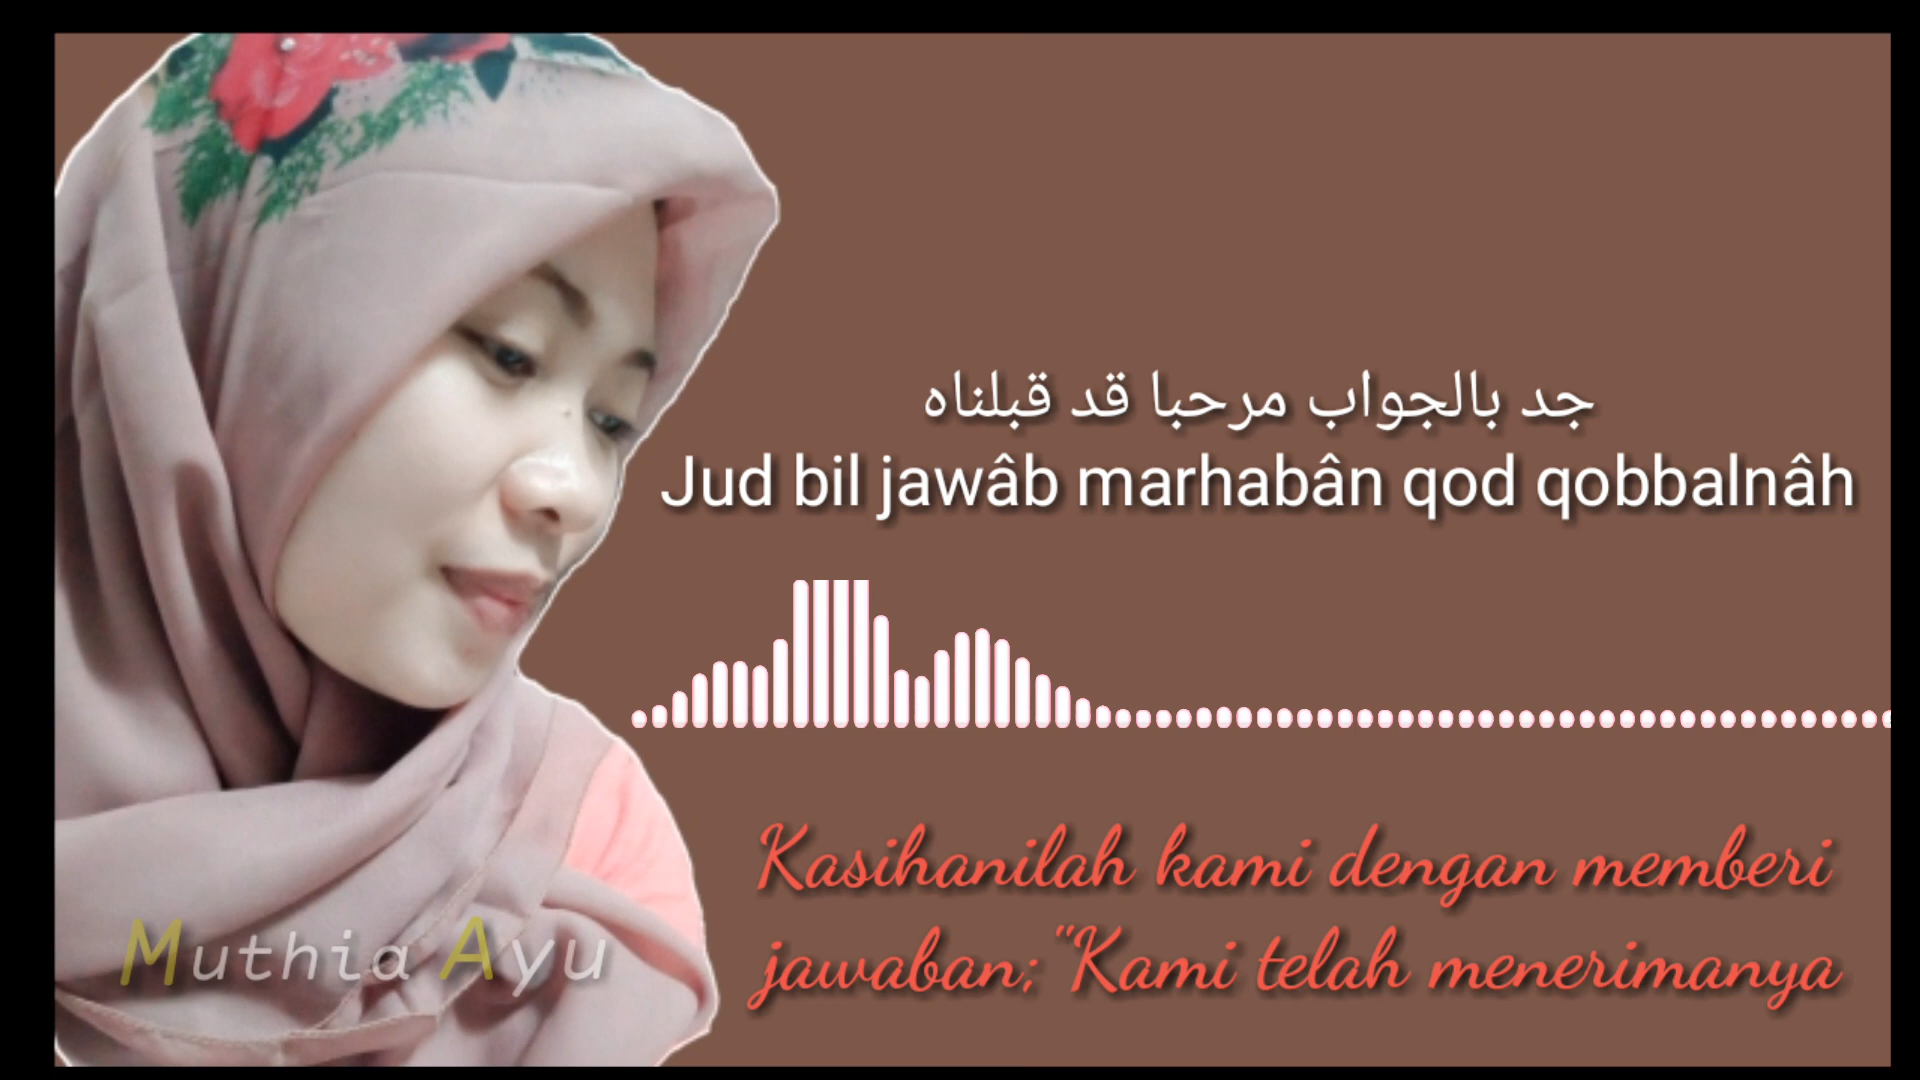 جد بالجواب مرحبا قد قبلناه
Jud bil jawâb marhabân qod qobbalnâh
Kasihanilah kami dengan memberi
jawaban; "Kami telah menerimanya
Muthia Ayu